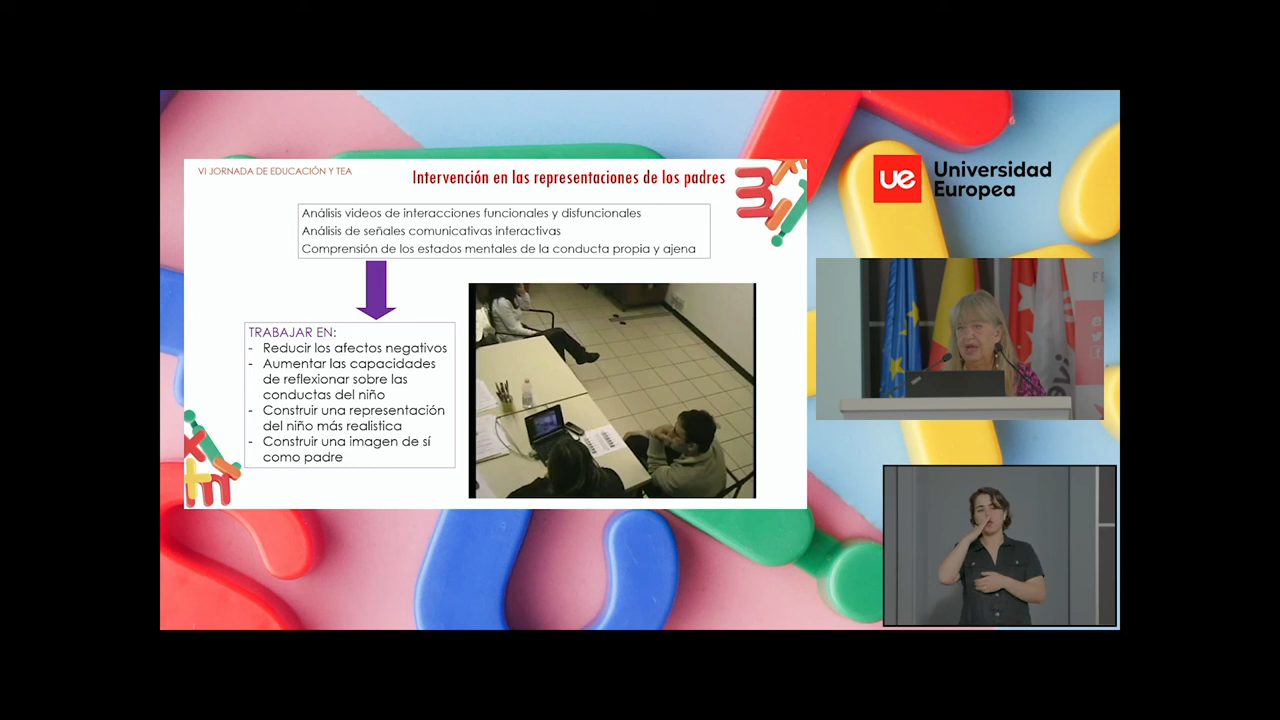 VI JORNADA DE EDUCACIÓN Y TEA
Intervención en las representaciones de los padres
Análisis videos de interacciones funcionales y disfuncionales
Análisis de señales comunicativas interactivas
Comprensión de los estados mentales de la conducta propia y ajena
TRABAJAR EN:
- Reducir los afectos negativos
- Aumentar las capacidades
de reflexionar sobre las
conductas del niño
- Construir una representación
del niño más realistica
- Construir una imagen de sí
como padre
ue Universidad
Europea